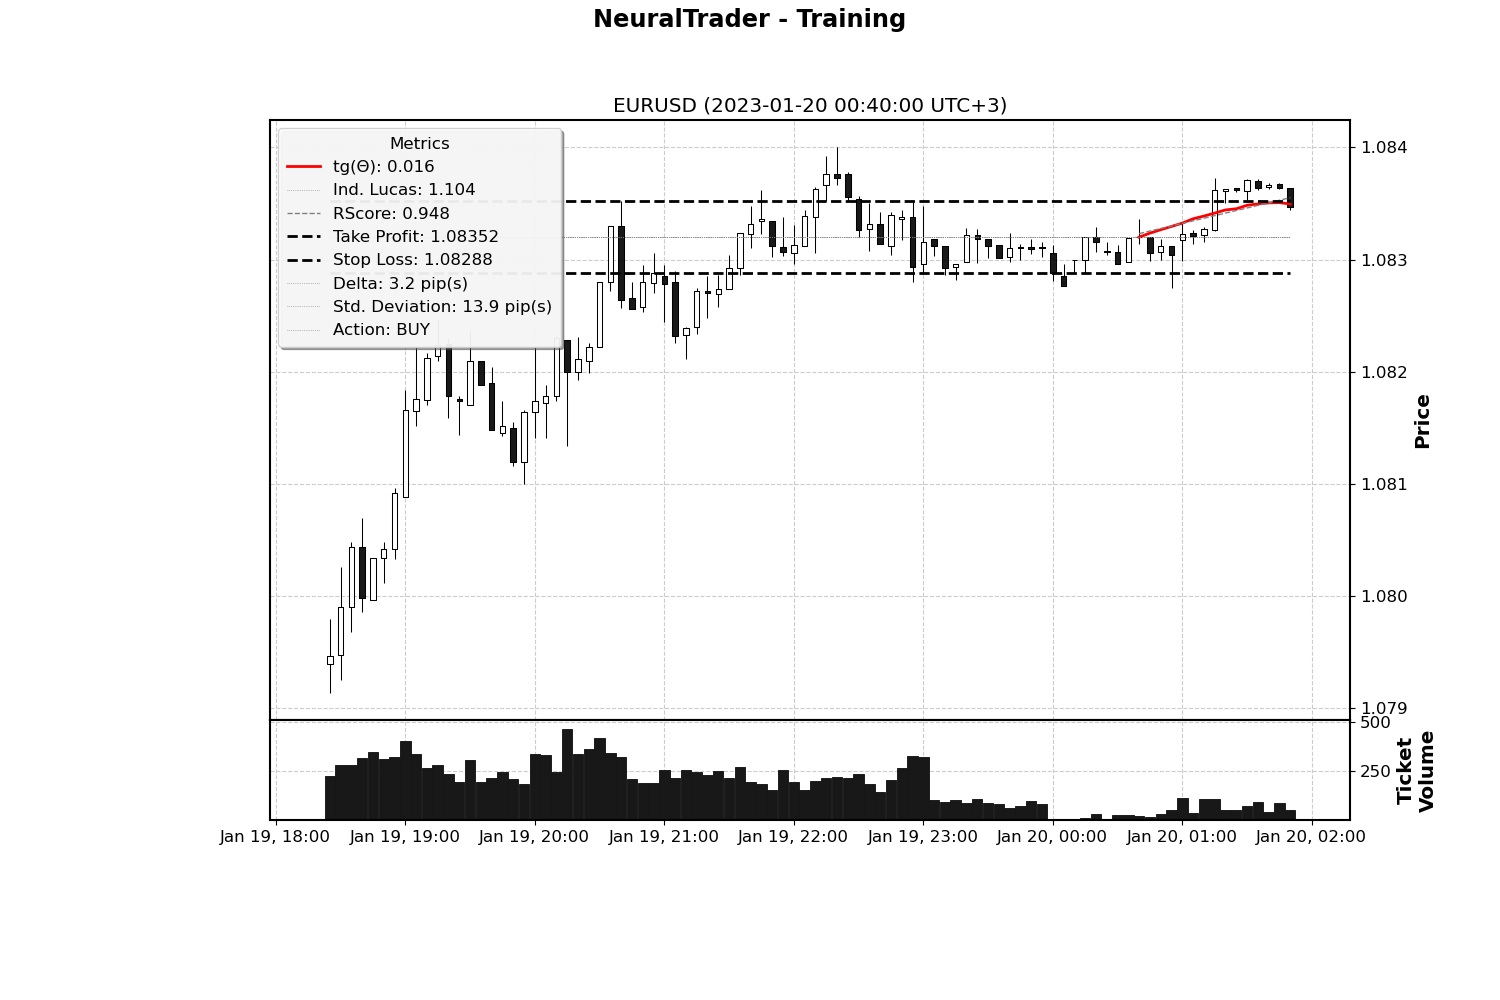 NeuralTrader - Training
EURUSD (2023-01-20 00:40:00 UTC+3)
Metrics
tg(Θ): 0.016
Ind. Lucas: 1.104
RScore: 0.948
Take Profit: 1.08352
Stop Loss: 1.08288
Delta: 3.2 pip(s)
Std. Deviation: 13.9 pip(s)
Action: BUY
1.084
1.083
1.082
1.081
1.080
1.079
Price
500
250
Ticket
Volume
Jan 19, 18:00
Jan 19, 19:00
Jan 19, 20:00
Jan 19, 21:00
Jan 19, 22:00
Jan 19, 23:00
Jan 20, 00:00
Jan 20, 01:00
Jan 20, 02:00